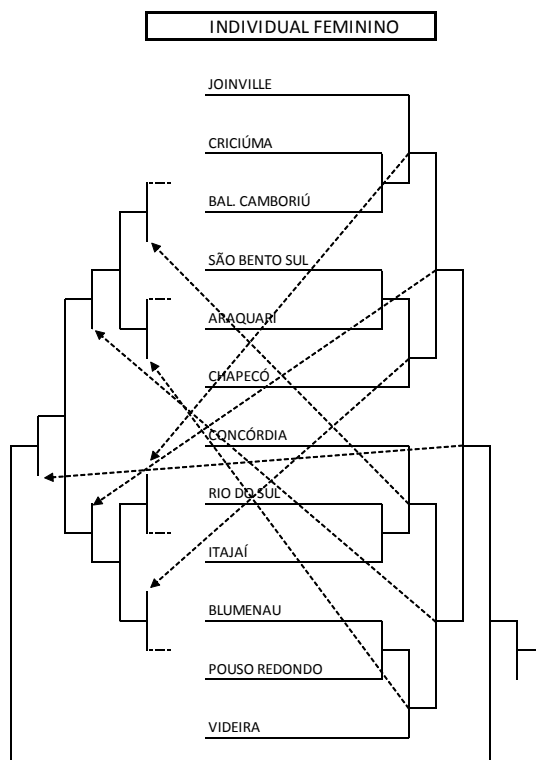 INDIVIDUAL FEMININO
JOINVILLE
CRICIÚMA
BAL. CAMBORIÚ
SÃO BENTO SUL
ARAQUARI
CHAPECÓ
CONCÓRDIA
RIO DO SUL
ITAJAÍ
BLUMENAU
POUSO REDONDO
VIDEIRA